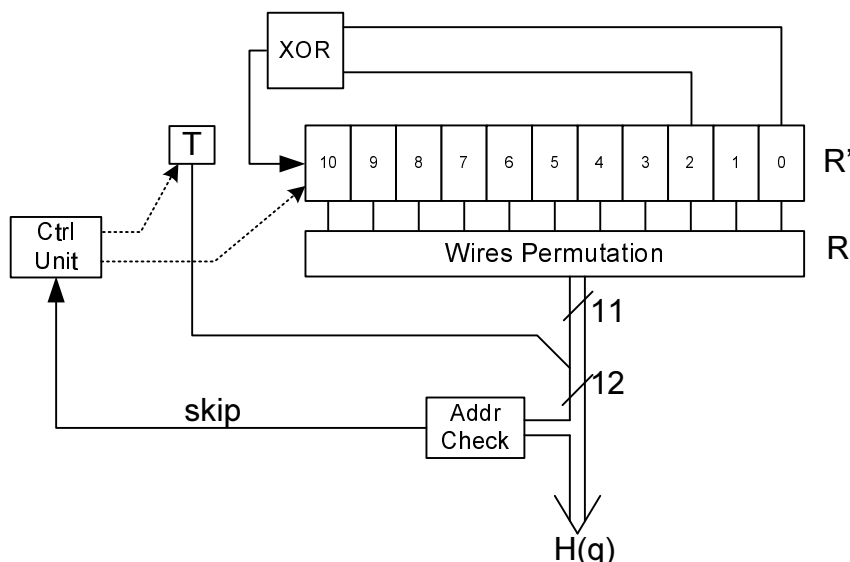 XOR
T
10 9 8 7 6 5 4 3 2 1 0
R'
Ctrl
Unit
Wires Permutation
R
11
12
skip
Addr
Check
H(q)